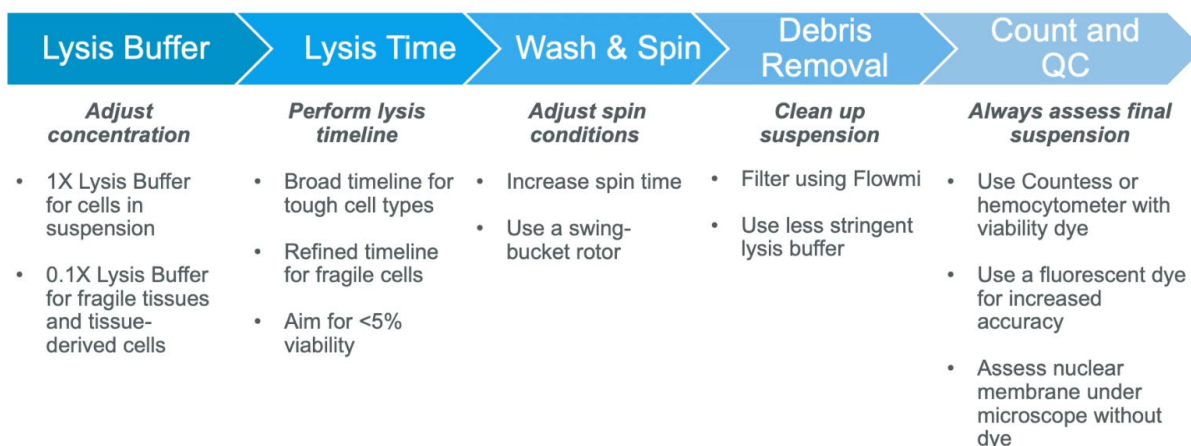 Lysis Buffer
Lysis Time
Wash & Spin
Debris
Removal
Count and
QC
Adjust
concentration
• 1X Lysis Buffer
for cells in
suspension
• 0.1X Lysis Buffer
for fragile tissues
and tissue-
derived cells
Perform lysis
timeline
• Broad timeline for
tough cell types
• Refined timeline
for fragile cells
• Aim for <5%
viability
Adjust spin
conditions
• Increase spin time
• Use a swing-
bucket rotor
Clean up
suspension
• Filter using Flowmi
• Use less stringent
lysis buffer
Always assess final
suspension
• Use Countess or
hemocytometer with
viability dye
• Use a fluorescent dye
for increased
accuracy
• Assess nuclear
membrane under
microscope without
dye